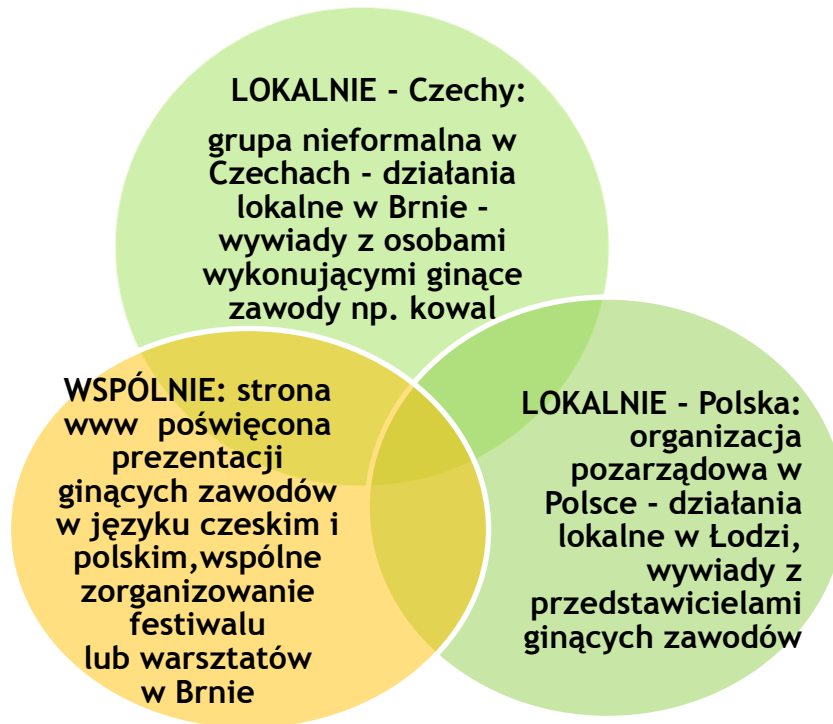 LOKALNIE - Czechy:
grupa nieformalna w
Czechach - działania
lokalne w Brnie -
wywiady z osobami
wykonującymi ginące
zawody np. kowal
WSPÓLNIE: strona
www poświęcona
prezentacji
ginących zawodów
w języku czeskim i
polskim,wspólne
zorganizowanie
festiwalu
lub warsztatów
w Brnie
LOKALNIE - Polska:
organizacja
pozarządowa w
Polsce - działania
lokalne w Łodzi,
wywiady z
przedstawicielami
ginących zawodów